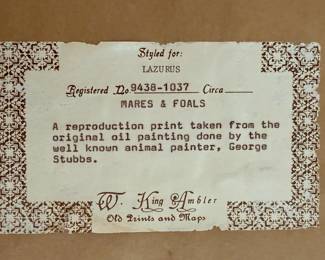 Styled for:
LAZURUS
Registered No 9438-1037 Circa
MARES & FOALS
A reproduction print taken from the
original oil painting done by the
well known animal painter, George
Stubbs.
W. King Ambler
Old Prints and Maps